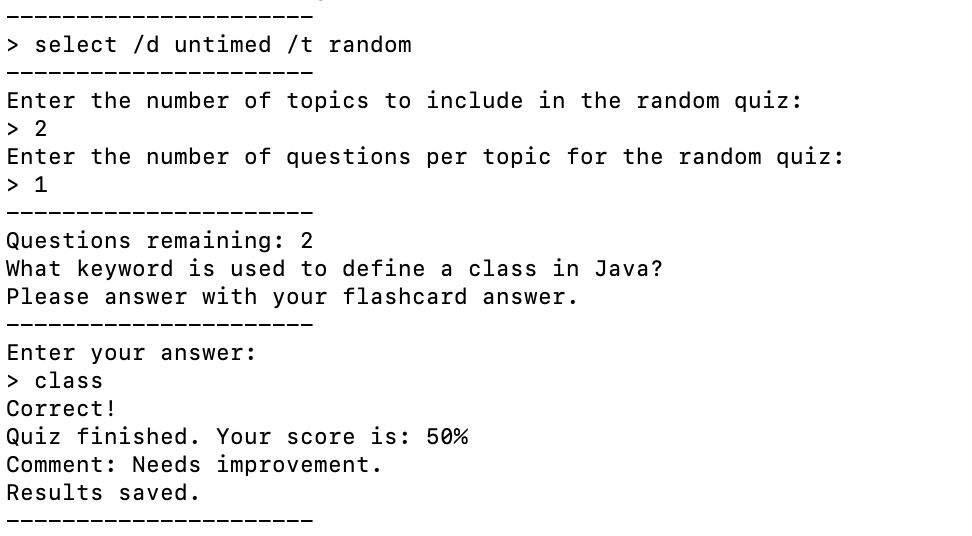 ----------------------
> select /d untimed /t random
----------------------
Enter the number of topics to include in the random quiz:
> 2
Enter the number of questions per topic for the random quiz:
> 1
----------------------
Questions remaining: 2
What keyword is used to define a class in Java?
Please answer with your flashcard answer.
----------------------
Enter your answer:
> class
Correct!
Quiz finished. Your score is: 50%
Comment: Needs improvement.
Results saved.
----------------------